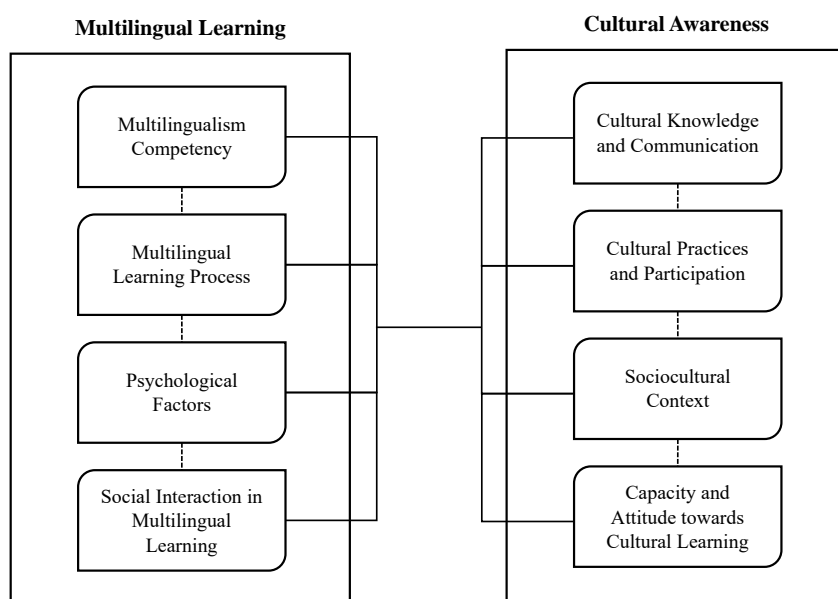 Multilingual Learning
Multilingualism
Competency
Multilingual
Learning Process
Psychological
Factors
Social Interaction in
Multilingual
Learning
Cultural Awareness
Cultural Knowledge
and Communication
Cultural Practices
and Participation
Sociocultural
Context
Capacity and
Attitude towards
Cultural Learning